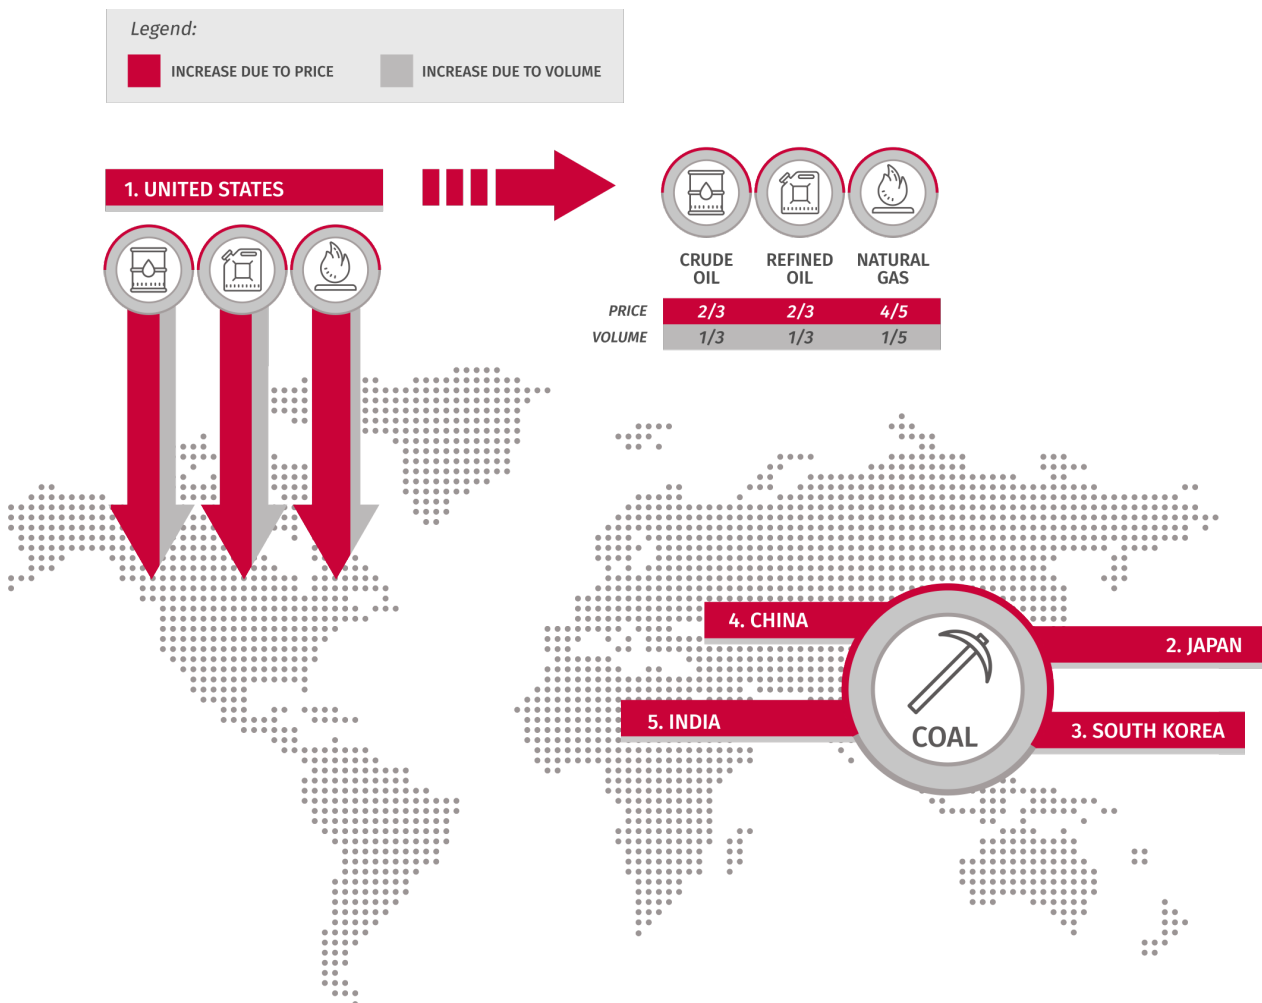 Legend:
INCREASE DUE TO PRICE
INCREASE DUE TO VOLUME
1. UNITED STATES
CRUDE OIL
REFINED OIL
NATURAL GAS
PRICE 2/3 2/3 4/5
VOLUME 1/3 1/3 1/5
4. CHINA
2. JAPAN
5. INDIA
3. SOUTH KOREA
COAL